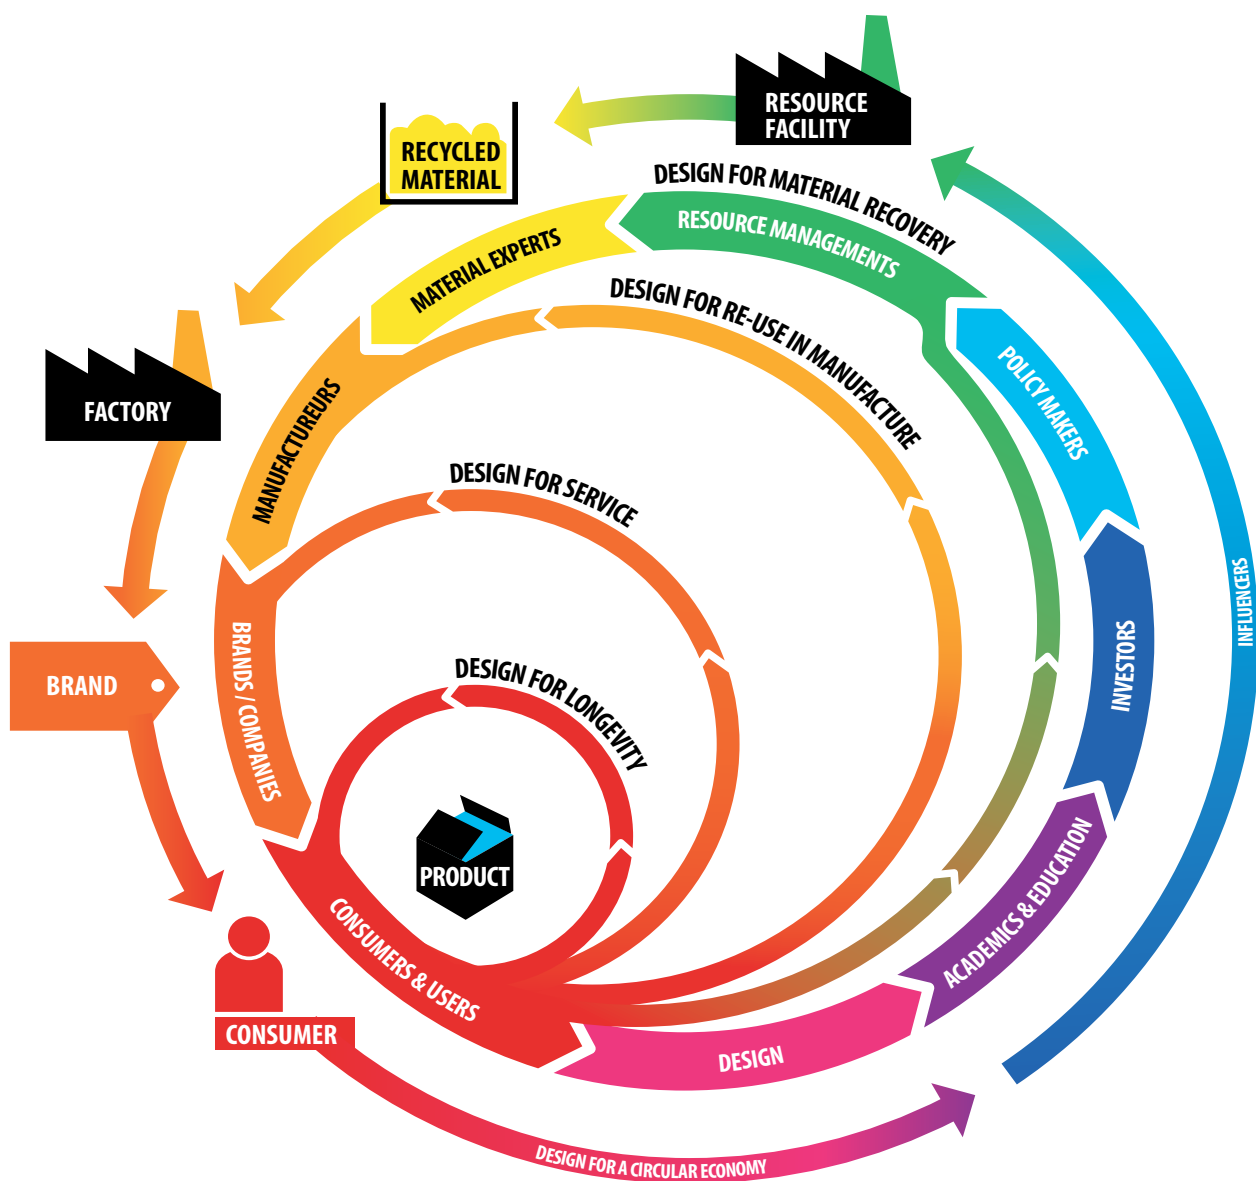 RESOURCE
FACILITY
RECYCLED
MATERIAL
DESIGN FOR MATERIAL RECOVERY
RESOURCE MANAGEMENTS
MATERIAL EXPERTS
DESIGN FOR RE-USE IN MANUFACTURE
POLICY MAKERS
FACTORY
MANUFACTUREURS
DESIGN FOR SERVICE
INFLUENCERS
BRAND
BRANDS / COMPANIES
DESIGN FOR LONGEVITY
INVESTORS
PRODUCT
ACADEMICS & EDUCATION
CONSUMERS & USERS
CONSUMER
DESIGN
DESIGN FOR A CIRCULAR ECONOMY